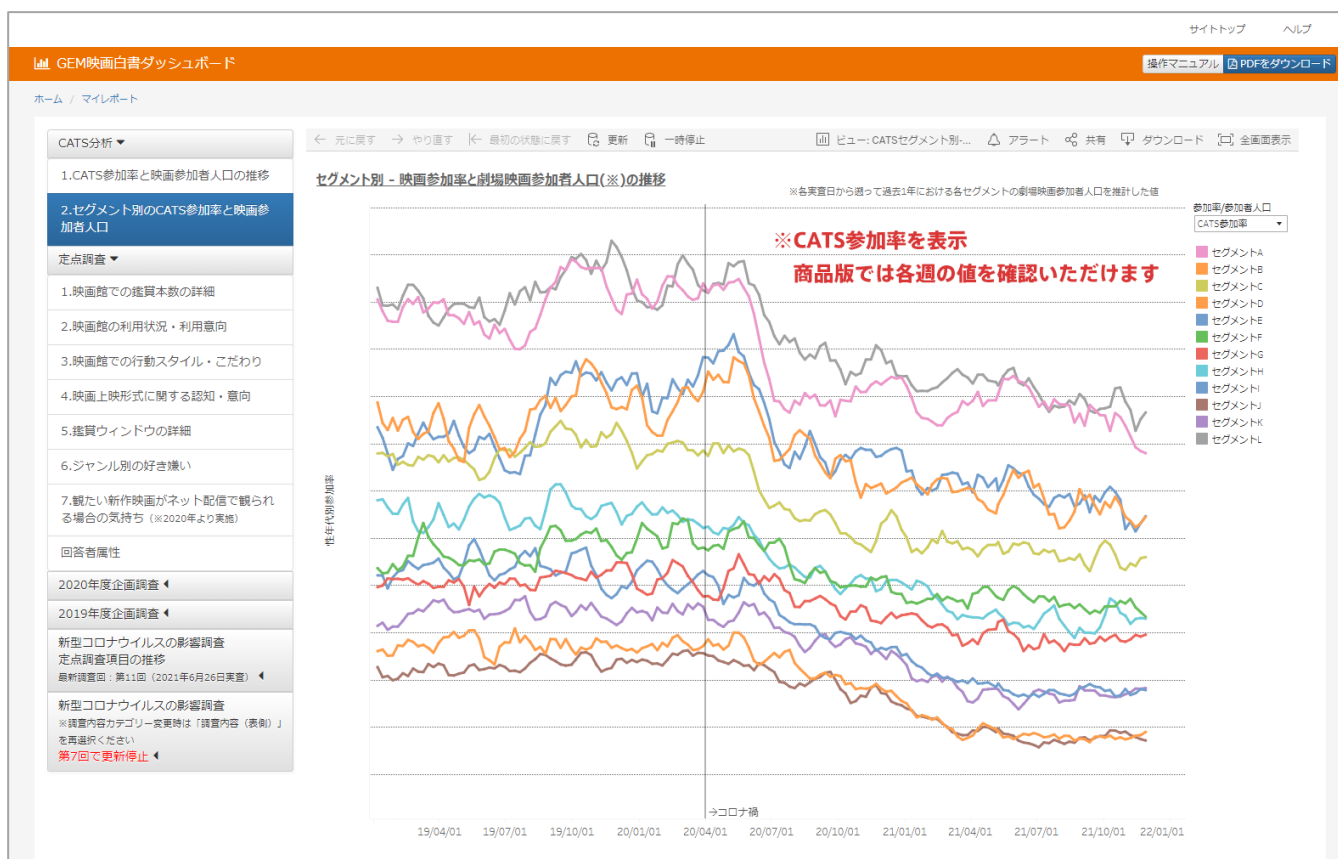 サイトトップ ヘルプ
GEM映画白書ダッシュボード
操作マニュアル PDFをダウンロード
ホーム / マイレポート
CATS分析
1.CATS参加率と映画参加者人口の推移
2.セグメント別のCATS参加率と映画参
加者人口
定点調査
1.映画館での鑑賞本数の詳細
2.映画館の利用状況・利用意向
3.映画館での行動スタイル・こだわり
4.映画上映形式に関する認知・意向
5.鑑賞ウィンドウの詳細
6.ジャンル別の好き嫌い
7.観たい新作映画がネット配信で観られ
る場合の気持ち（※2020年より実施）
回答者属性
2020年度企画調査
2019年度企画調査
新型コロナウイルスの影響調査
定点調査項目の推移
最新調査回：第11回（2021年6月26日実査）
新型コロナウイルスの影響調査
※調査内容カテゴリー変更時は「調査内容（表側）」
を再選択ください
第7回で更新停止
元に戻す やり直す 最初の状態に戻す 更新 一時停止 ビュー: CATSセグメント別-... アラート 共有 ダウンロード 全画面表示
セグメント別 - 映画参加率と劇場映画参加者人口(※)の推移
※各実査日から遡って過去1年における各セグメントの劇場映画参加者人口を推計した値
※CATS参加率を表示
商品版では各週の値を確認いただけます
性年代別参加率
→コロナ禍
19/04/01 19/07/01 19/10/01 20/01/01 20/04/01 20/07/01 20/10/01 21/01/01 21/04/01 21/07/01 21/10/01 22/01/01
参加率/参加者人口
CATS参加率
セグメントA
セグメントB
セグメントC
セグメントD
セグメントE
セグメントF
セグメントG
セグメントH
セグメントI
セグメントJ
セグメントK
セグメントL